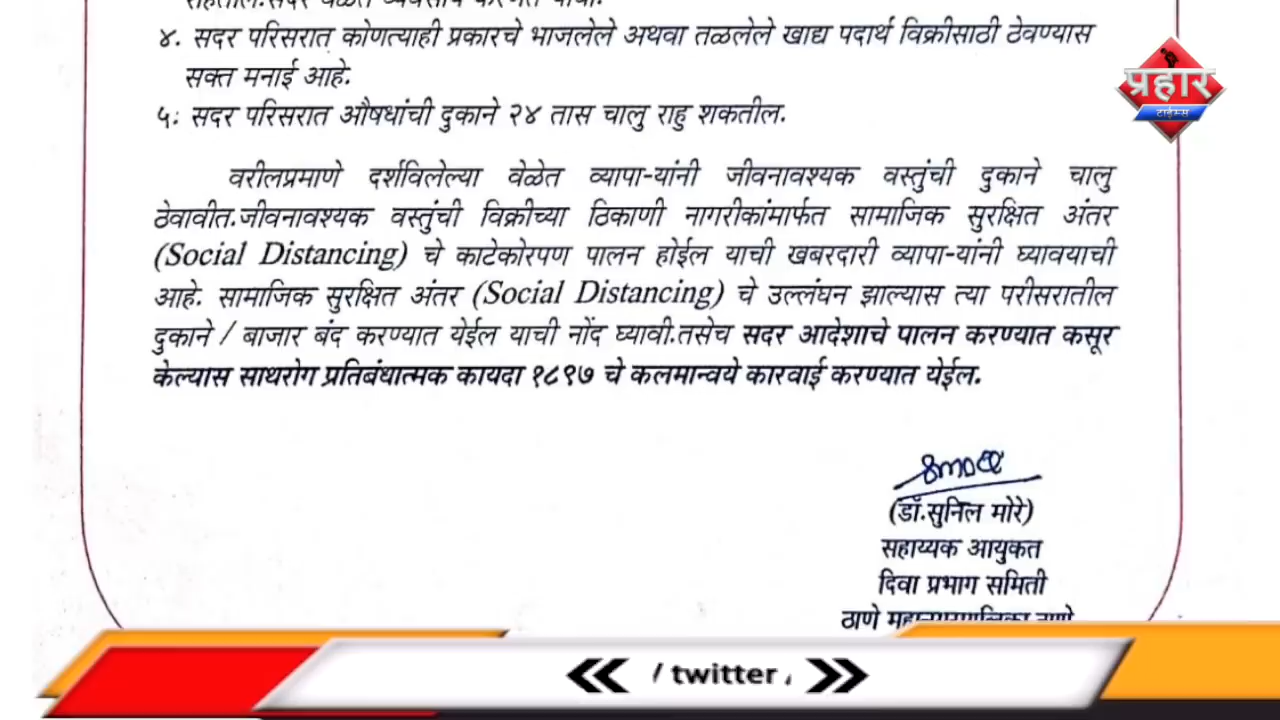 ४. सदर परिसरात कोणत्याही प्रकारचे भाजलेले अथवा तळलेले खाद्य पदार्थ विक्रीसाठी ठेवण्यास
सक्त मनाई आहे.
५: सदर परिसरात औषधांची दुकाने २४ तास चालु राहु शकतील.
वरीलप्रमाणे दर्शविलेल्या वेळेत व्यापा-यांनी जीवनावश्यक वस्तुंची दुकाने चालु
ठेवावीत.जीवनावश्यक वस्तुंची विक्रीच्या ठिकाणी नागरीकांमार्फत सामाजिक सुरक्षित अंतर
(Social Distancing) चे काटेकोरपण पालन होईल याची खबरदारी व्यापा-यांनी घ्यावयाची
आहे. सामाजिक सुरक्षित अंतर (Social Distancing) चे उल्लंघन झाल्यास त्या परीसरातील
दुकाने / बाजार बंद करण्यात येईल याची नोंद घ्यावी.तसेच सदर आदेशाचे पालन करण्यात कसूर
केल्यास साथरोग प्रतिबंधात्मक कायदा १८९७ चे कलमान्वये कारवाई करण्यात येईल.
(डॉ.सुनिल मोरे)
सहाय्यक आयुकत
दिवा प्रभाग समिती
ठाणे महानगरपालिका ठाणे
प्रहार
टाईम्स
/ twitter